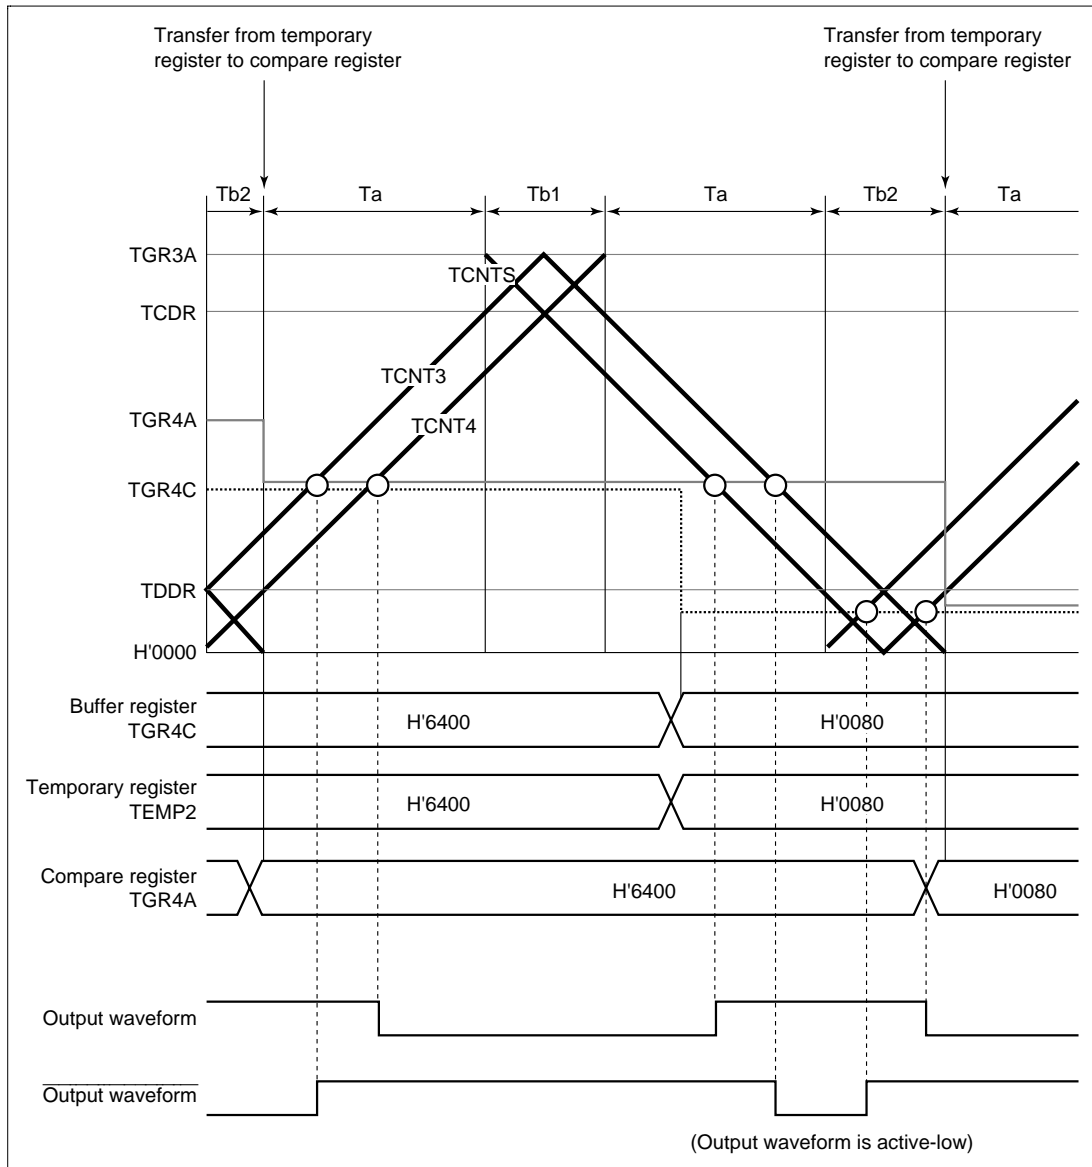 Transfer from temporary
register to compare register
Transfer from temporary
register to compare register
Tb2
Ta
Tb1
Ta
Tb2
Ta
TGR3A
TCNTS
TCDR
TCNT3
TGR4A
TCNT4
TGR4C
TDDR
H'0000
Buffer register
TGR4C
H'6400
H'0080
Temporary register
TEMP2
H'6400
H'0080
Compare register
TGR4A
H'6400
H'0080
Output waveform
Output waveform
(Output waveform is active-low)